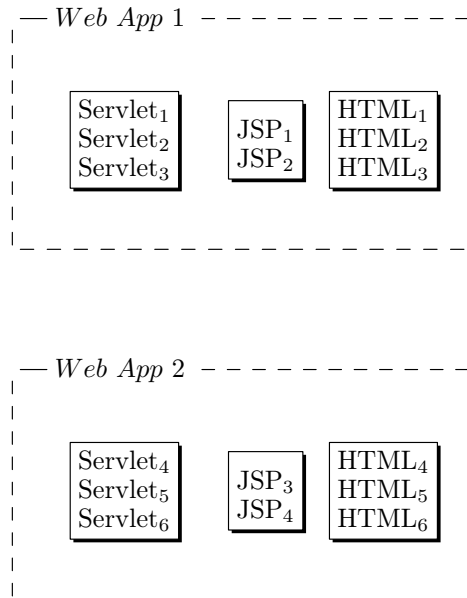 Web App 1
Servlet₁ JSP₁ HTML₁
Servlet₂ JSP₂ HTML₂
Servlet₃ HTML₃
Web App 2
Servlet₄ JSP₃ HTML₄
Servlet₅ JSP₄ HTML₅
Servlet₆ HTML₆